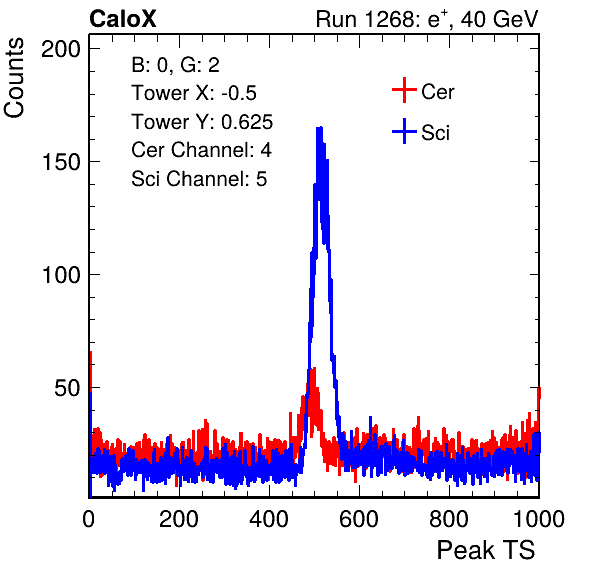 CaloX
Run 1268: e+, 40 GeV
Counts
B: 0, G: 2
Tower X: -0.5
Tower Y: 0.625
Cer Channel: 4
Sci Channel: 5
Cer
Sci
200
150
100
50
0 200 400 600 800 1000
Peak TS